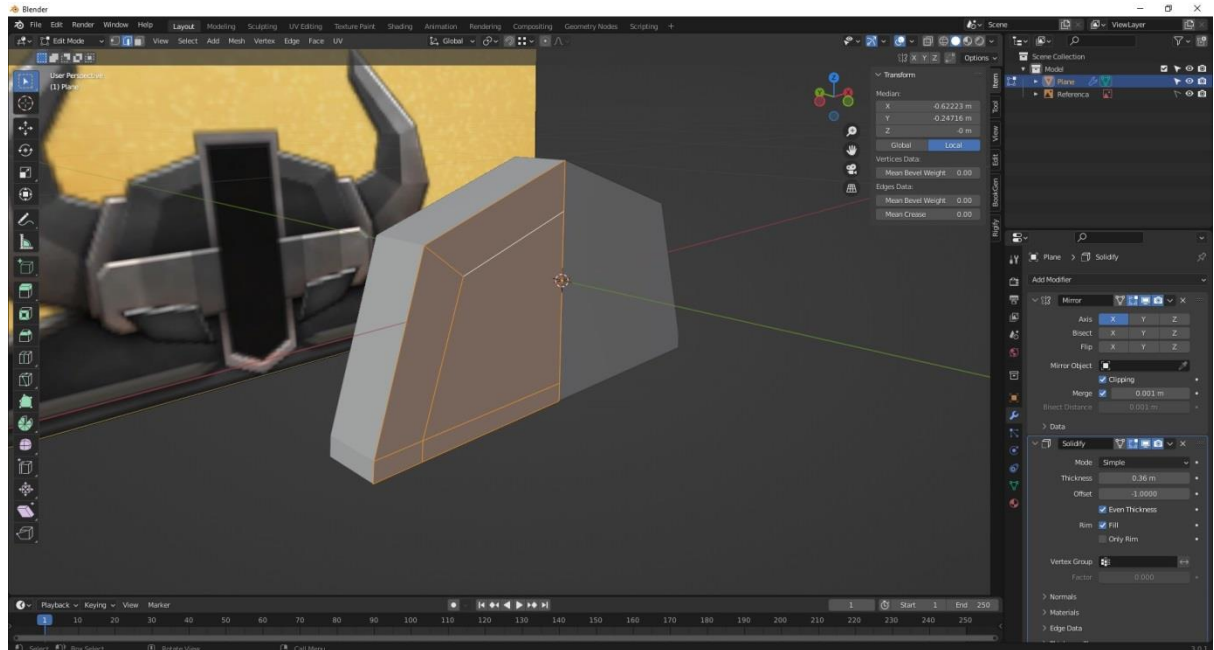 Blender
File Edit Render Window Help Layout Modeling Sculpting UV Editing Texture Paint Shading Animation Rendering Compositing Geometry Nodes Scripting + Scene ViewLayer
Edit Mode View Select Add Mesh Vertex Edge Face UV Global
X Y Z Options
User Perspective
(1) Plane
Transform
Median:
X -0.62223 m
Y -0.24716 m
Z -0 m
Global Local
Vertices Data:
Mean Bevel Weight 0.00
Edges Data:
Mean Bevel Weight 0.00
Mean Crease 0.00
Item
Tool
View
Edit
BookGen
Rigify
Scene Collection
Model
Plane
Referenca
Plane > Solidify
Add Modifier
Mirror
Axis X Y Z
Bisect X Y Z
Flip X Y Z
Mirror Object
Clipping
Merge 0.001 m
Bisect Distance 0.001 m
Data
Solidify
Mode Simple
Thickness 0.36 m
Offset -1.0000
Even Thickness
Rim Fill
Only Rim
Vertex Group
Factor 0.000
Normals
Materials
Edge Data
Playback Keying View Marker 1 Start 1 End 250
1 10 20 30 40 50 60 70 80 90 100 110 120 130 140 150 160 170 180 190 200 210 220 230 240 250
Select Box Select Rotate View Call Menu 3.0.1